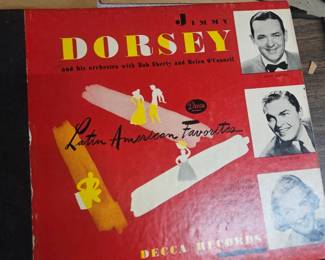 JIMMY
DORSEY
and his orchestra with Bob Eberly and Helen O'Connell
Decca
Latin American Favorites
DECCA RECORDS